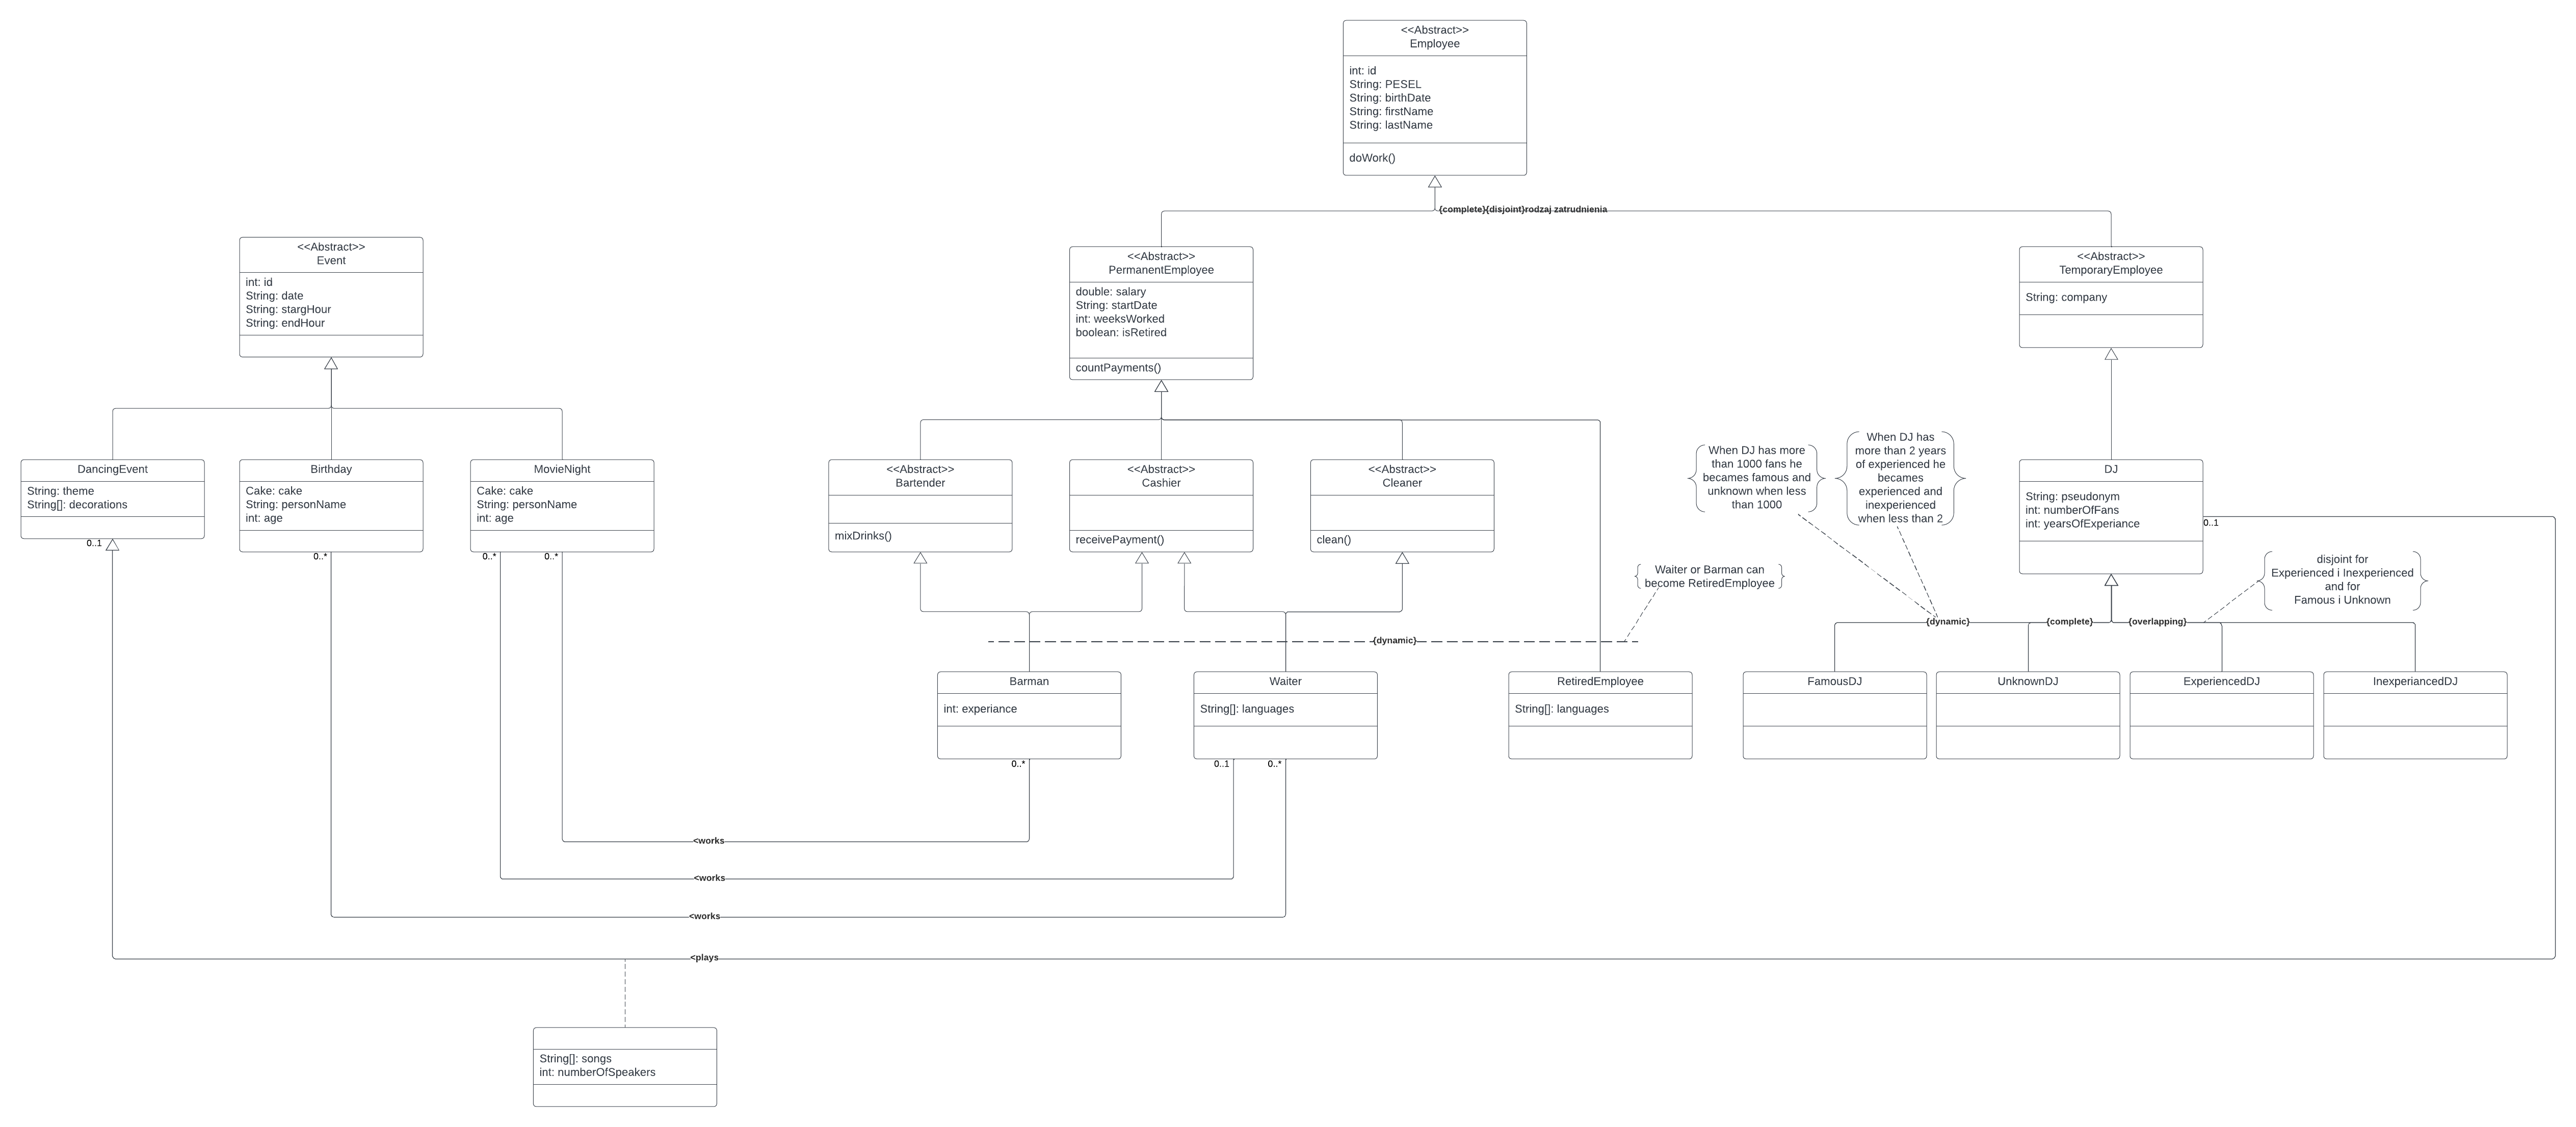 <<Abstract>>
Employee
int: id
String: PESEL
String: birthDate
String: firstName
String: lastName
doWork()
{complete}{disjoint}rodzaj zatrudnienia
<<Abstract>>
Event
int: id
String: date
String: stargHour
String: endHour
<<Abstract>>
PermanentEmployee
double: salary
String: startDate
int: weeksWorked
boolean: isRetired
countPayments()
<<Abstract>>
TemporaryEmployee
String: company
DancingEvent
String: theme
String[]: decorations
0..1
Birthday
Cake: cake
String: personName
int: age
0..*
MovieNight
Cake: cake
String: personName
int: age
0..*
0..*
<<Abstract>>
Bartender
mixDrinks()
<<Abstract>>
Cashier
receivePayment()
<<Abstract>>
Cleaner
clean()
When DJ has more
than 1000 fans he
becames famous and
unknown when less
than 1000
When DJ has
more than 2 years
of experienced he
becames
experienced and
inexperienced
when less than 2
DJ
String: pseudonym
int: numberOfFans
int: yearsOfExperiance
0..1
Waiter or Barman can
become RetiredEmployee
disjoint for
Experienced i Inexperienced
and for
Famous i Unknown
{dynamic}
{dynamic}
{complete}
{overlapping}
Barman
int: experiance
0..*
Waiter
String[]: languages
0..1
0..*
RetiredEmployee
String[]: languages
FamousDJ
UnknownDJ
ExperiencedDJ
InexperiancedDJ
<works
<works
<works
<plays
String[]: songs
int: numberOfSpeakers